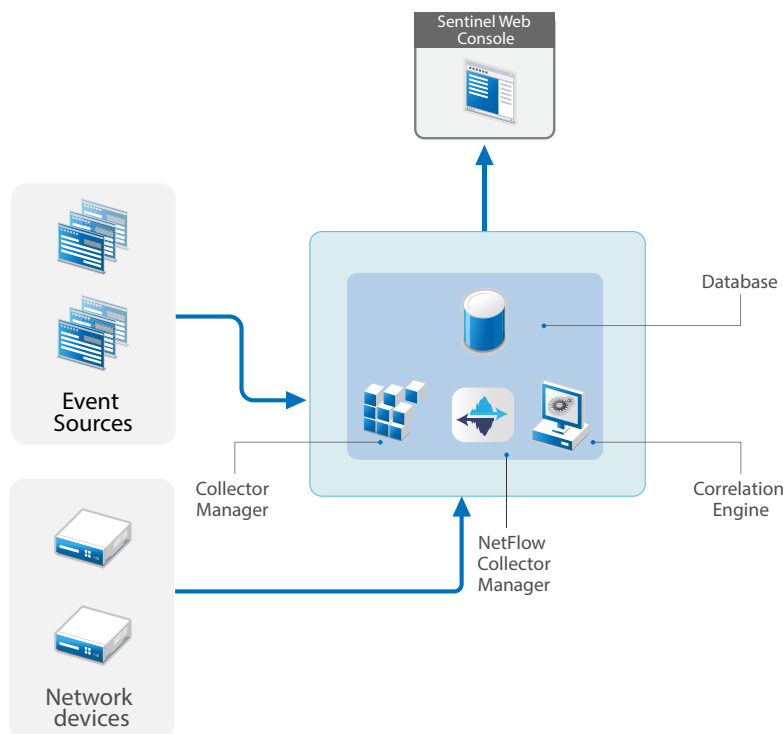 Sentinel Web
Console
Event
Sources
Database
Collector
Manager
NetFlow
Collector
Manager
Correlation
Engine
Network
devices